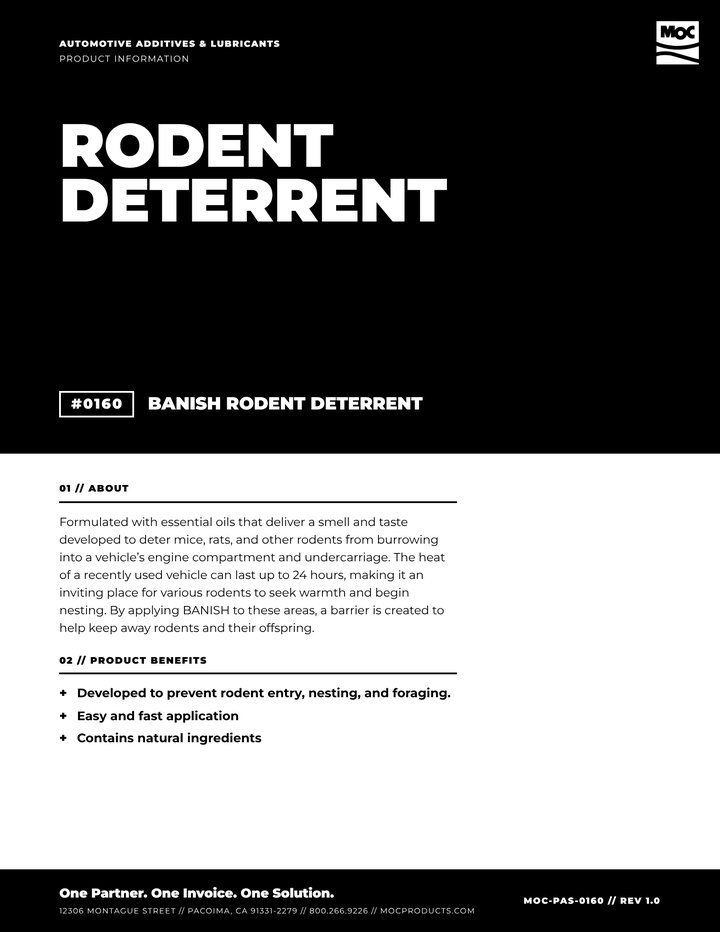 AUTOMOTIVE ADDITIVES & LUBRICANTS
PRODUCT INFORMATION
MOC
RODENT
DETERRENT
#0160 BANISH RODENT DETERRENT
01 // ABOUT
Formulated with essential oils that deliver a smell and taste
developed to deter mice, rats, and other rodents from burrowing
into a vehicle’s engine compartment and undercarriage. The heat
of a recently used vehicle can last up to 24 hours, making it an
inviting place for various rodents to seek warmth and begin
nesting. By applying BANISH to these areas, a barrier is created to
help keep away rodents and their offspring.
02 // PRODUCT BENEFITS
+ Developed to prevent rodent entry, nesting, and foraging.
+ Easy and fast application
+ Contains natural ingredients
One Partner. One Invoice. One Solution.
12306 MONTAGUE STREET // PACOIMA, CA 91331-2279 // 800.266.9226 // MOCPRODUCTS.COM
MOC-PAS-0160 // REV 1.0